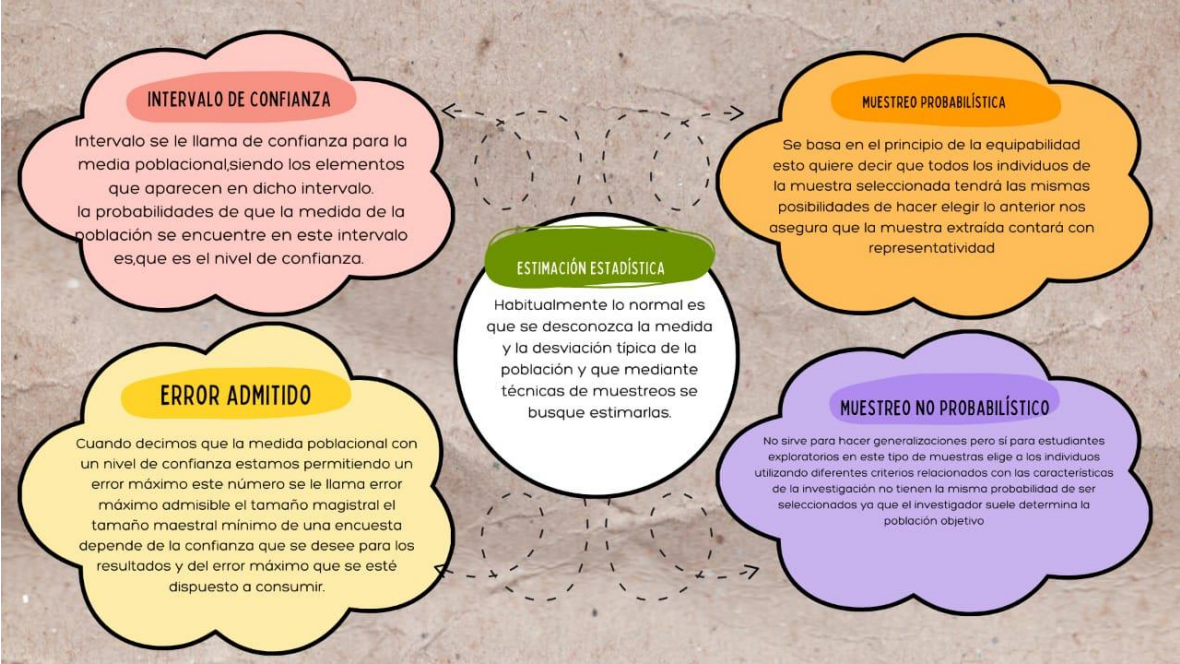 INTERVALO DE CONFIANZA
Intervalo se le llama de confianza para la
media poblacional,siendo los elementos
que aparecen en dicho intervalo.
la probabilidades de que la medida de la
población se encuentre en este intervalo
es,que es el nivel de confianza.
MUESTREO PROBABILÍSTICA
Se basa en el principio de la equipabilidad
esto quiere decir que todos los individuos de
la muestra seleccionada tendrá las mismas
posibilidades de hacer elegir lo anterior nos
asegura que la muestra extraída contará con
representatividad
ESTIMACIÓN ESTADÍSTICA
Habitualmente lo normal es
que se desconozca la medida
y la desviación típica de la
población y que mediante
técnicas de muestreos se
busque estimarlas.
ERROR ADMITIDO
Cuando decimos que la medida poblacional con
un nivel de confianza estamos permitiendo un
error máximo este número se le llama error
máximo admisible el tamaño magistral el
tamaño maestral mínimo de una encuesta
depende de la confianza que se desee para los
resultados y del error máximo que se esté
dispuesto a consumir.
MUESTREO NO PROBABILÍSTICO
No sirve para hacer generalizaciones pero sí para estudiantes
exploratorios en este tipo de muestras elige a los individuos
utilizando diferentes criterios relacionados con las características
de la investigación no tienen la misma probabilidad de ser
seleccionados ya que el investigador suele determina la
población objetivo